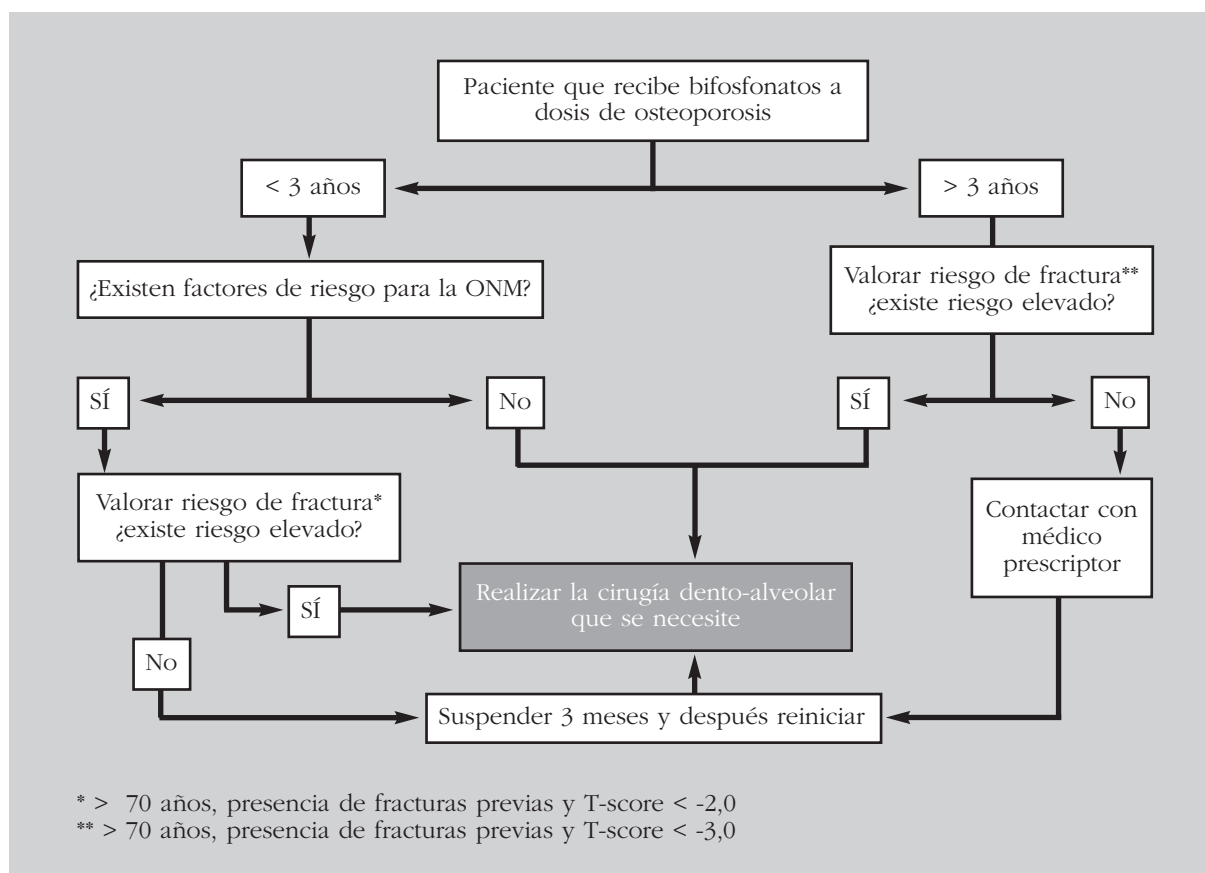 Paciente que recibe bifosfonatos a
dosis de osteoporosis
< 3 años
> 3 años
¿Existen factores de riesgo para la ONM?
Valorar riesgo de fractura**
¿existe riesgo elevado?
SÍ
No
SÍ
No
Valorar riesgo de fractura*
¿existe riesgo elevado?
Contactar con
médico
prescriptor
Realizar la cirugía dento-alveolar
que se necesite
SÍ
No
Suspender 3 meses y después reiniciar
* > 70 años, presencia de fracturas previas y T-score < -2,0
** > 70 años, presencia de fracturas previas y T-score < -3,0